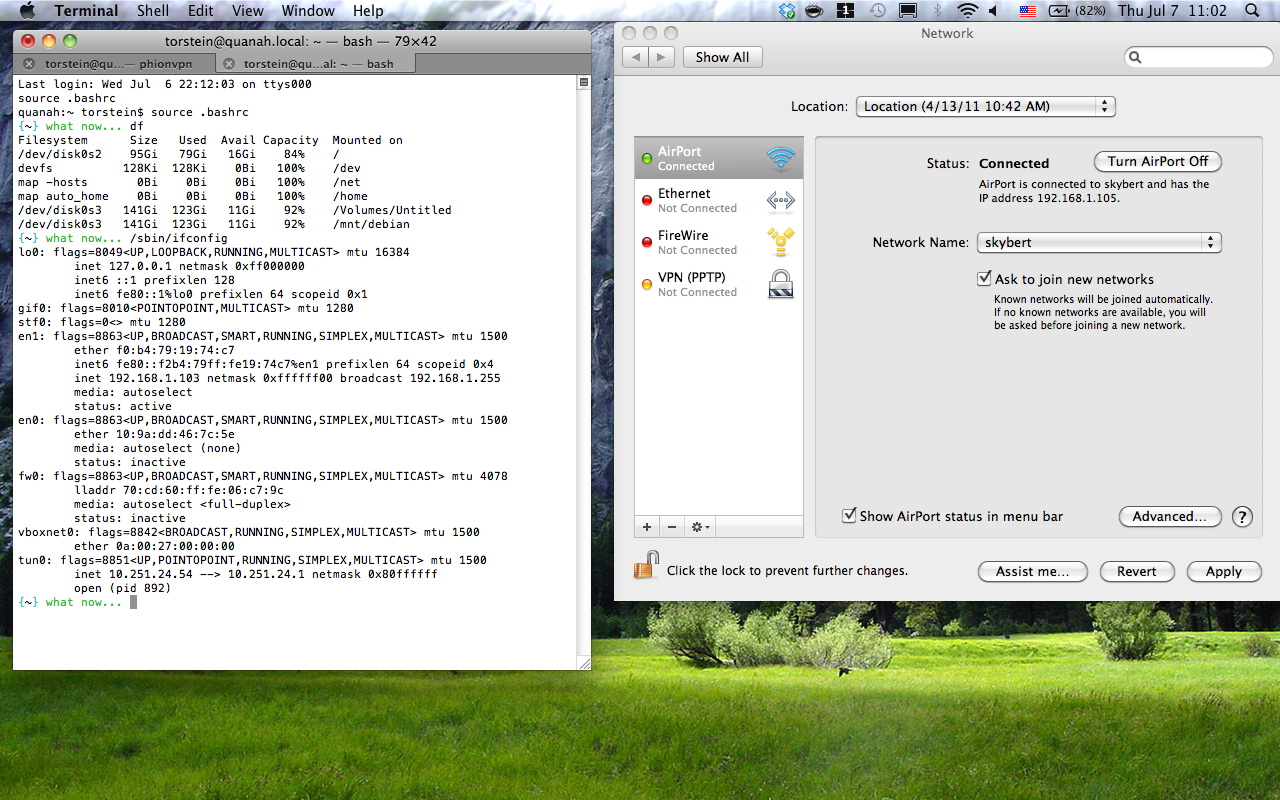 Terminal Shell Edit View Window Help 1 (82%) Thu Jul 7 11:02
torstein@quanah.local: ~ — bash — 79×42
torstein@qu...— phionvpn torstein@qu...al: ~ — bash
Last login: Wed Jul  6 22:12:03 on ttys000
source .bashrc
quanah:~ torstein$ source .bashrc
{~} what now... df
Filesystem      Size   Used  Avail Capacity  Mounted on
/dev/disk0s2    95Gi   79Gi   16Gi    84%    /
devfs          128Ki  128Ki    0Bi   100%    /dev
map -hosts       0Bi    0Bi    0Bi   100%    /net
map auto_home    0Bi    0Bi    0Bi   100%    /home
/dev/disk0s3   141Gi  123Gi   11Gi    92%    /Volumes/Untitled
/dev/disk0s3   141Gi  123Gi   11Gi    92%    /mnt/debian
{~} what now... /sbin/ifconfig
lo0: flags=8049<UP,LOOPBACK,RUNNING,MULTICAST> mtu 16384
inet 127.0.0.1 netmask 0xff000000
inet6 ::1 prefixlen 128
inet6 fe80::1%lo0 prefixlen 64 scopeid 0x1
gif0: flags=8010<POINTOPOINT,MULTICAST> mtu 1280
stf0: flags=0<> mtu 1280
en1: flags=8863<UP,BROADCAST,SMART,RUNNING,SIMPLEX,MULTICAST> mtu 1500
ether f0:b4:79:19:74:c7
inet6 fe80::f2b4:79ff:fe19:74c7%en1 prefixlen 64 scopeid 0x4
inet 192.168.1.103 netmask 0xffffff00 broadcast 192.168.1.255
media: autoselect
status: active
en0: flags=8863<UP,BROADCAST,SMART,RUNNING,SIMPLEX,MULTICAST> mtu 1500
ether 10:9a:dd:46:7c:5e
media: autoselect (none)
status: inactive
fw0: flags=8863<UP,BROADCAST,SMART,RUNNING,SIMPLEX,MULTICAST> mtu 4078
lladdr 70:cd:60:ff:fe:06:c7:9c
media: autoselect <full-duplex>
status: inactive
vboxnet0: flags=8842<BROADCAST,RUNNING,SIMPLEX,MULTICAST> mtu 1500
ether 0a:00:27:00:00:00
tun0: flags=8851<UP,POINTOPOINT,RUNNING,SIMPLEX,MULTICAST> mtu 1500
inet 10.251.24.54 --> 10.251.24.1 netmask 0x80ffffff
open (pid 892)
{~} what now...
Network
Show All
Location: Location (4/13/11 10:42 AM)
AirPort
Connected
Ethernet
Not Connected
FireWire
Not Connected
VPN (PPTP)
Not Connected
Status: Connected Turn AirPort Off
AirPort is connected to skybert and has the
IP address 192.168.1.105.
Network Name: skybert
Ask to join new networks
Known networks will be joined automatically.
If no known networks are available, you will
be asked before joining a new network.
Show AirPort status in menu bar Advanced... ?
Click the lock to prevent further changes. Assist me... Revert Apply